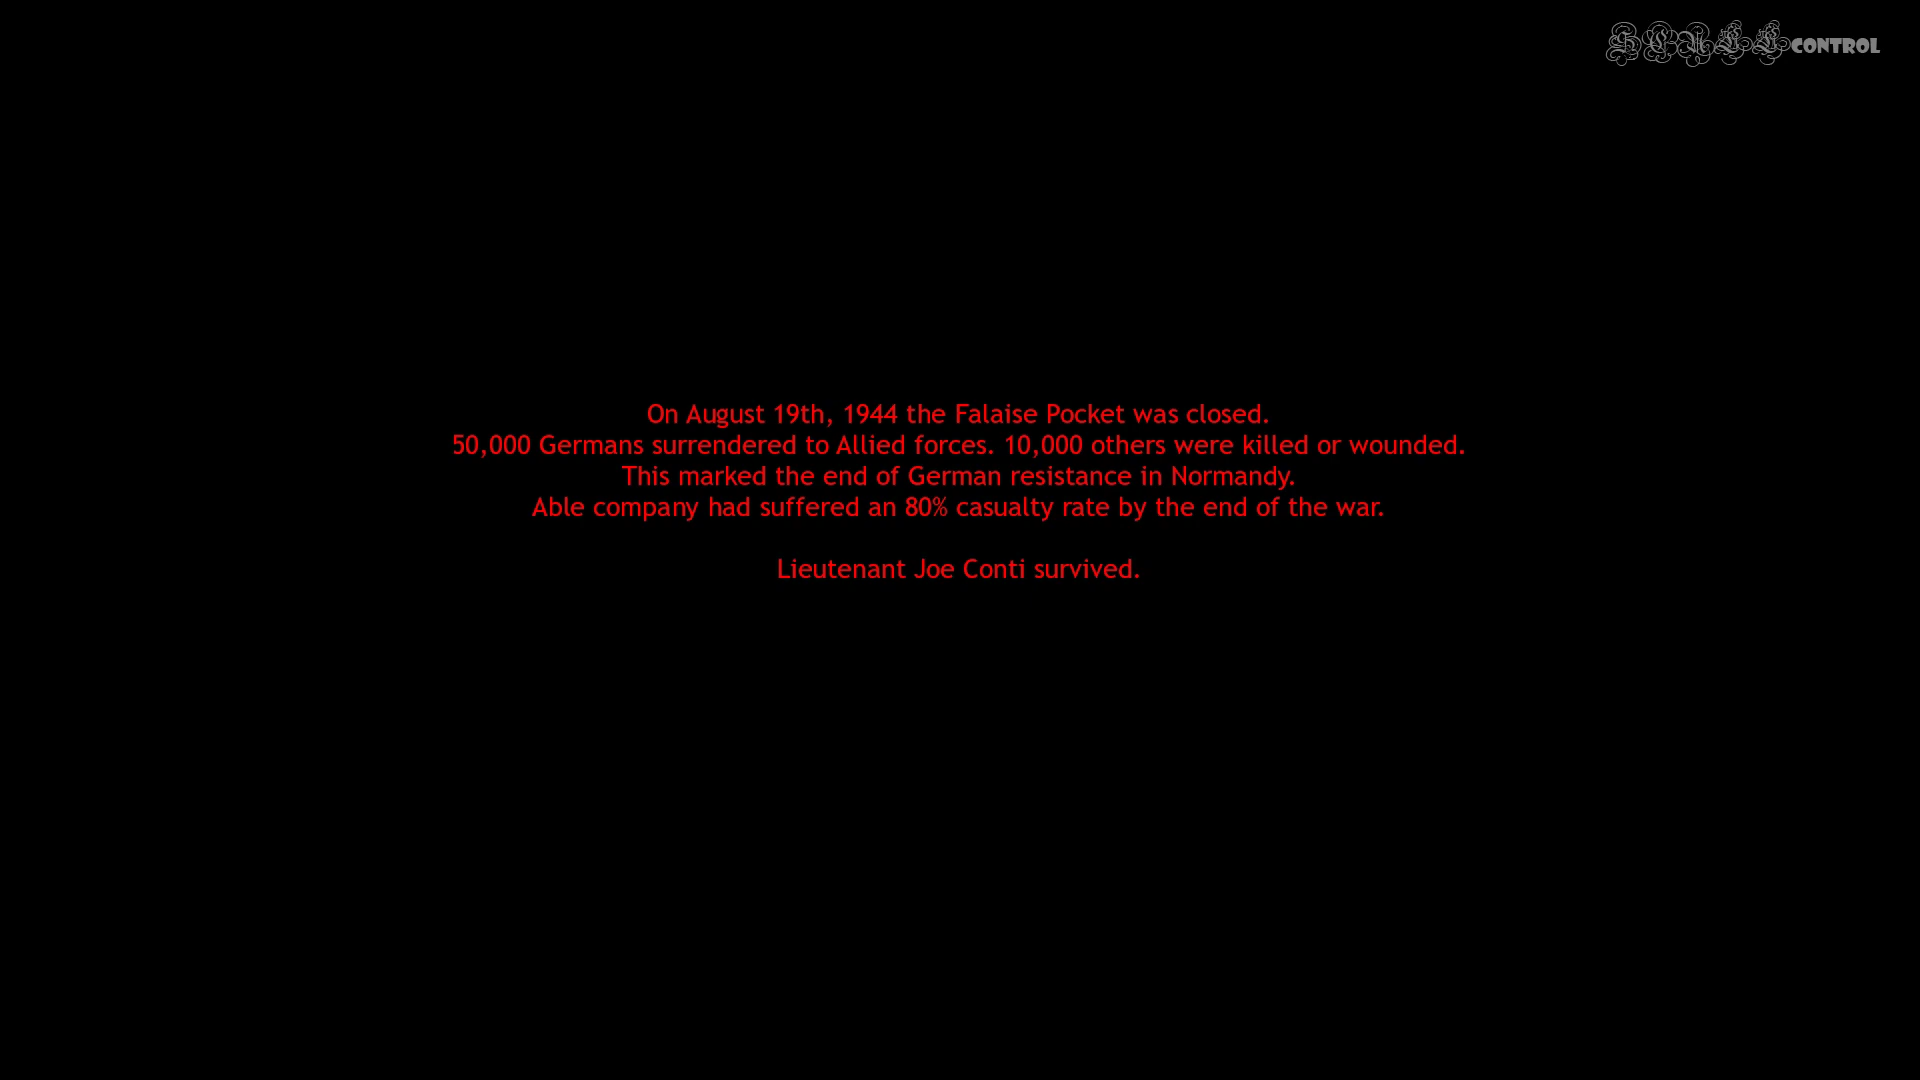 CONTROL
On August 19th, 1944 the Falaise Pocket was closed.
50,000 Germans surrendered to Allied forces. 10,000 others were killed or wounded.
This marked the end of German resistance in Normandy.
Able company had suffered an 80% casualty rate by the end of the war.
Lieutenant Joe Conti survived.